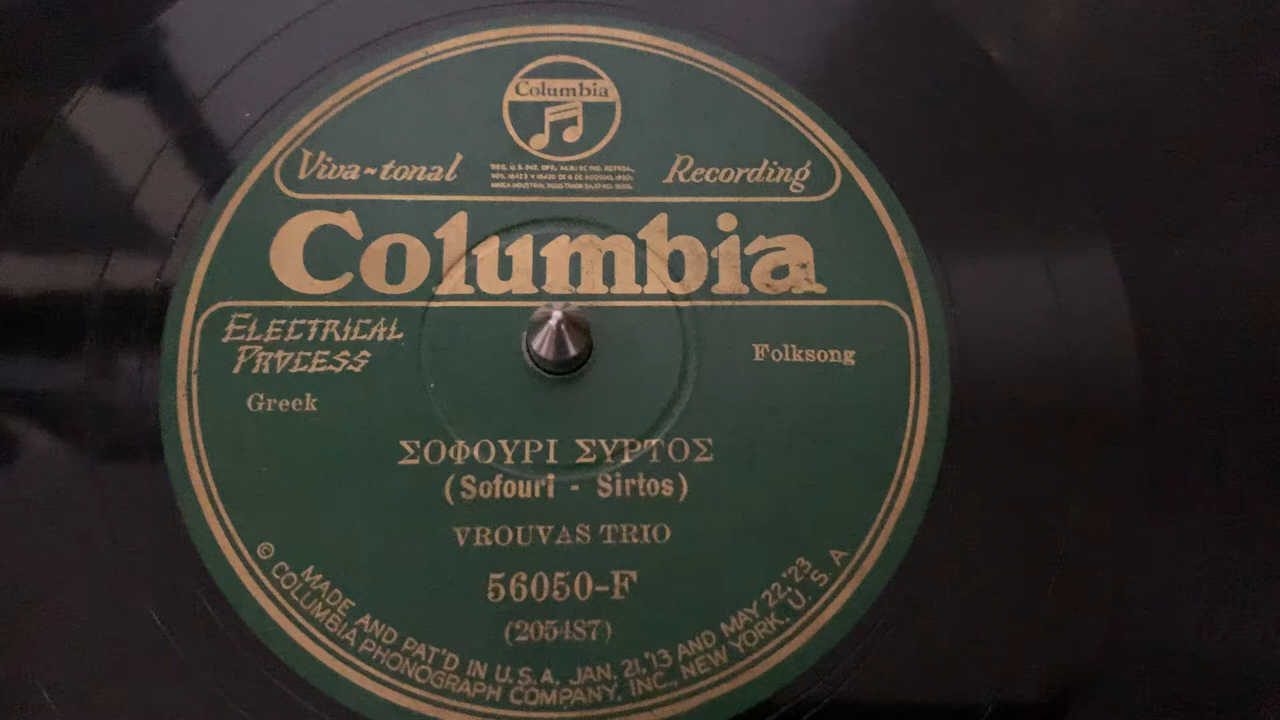 Columbia
Viva-tonal
Recording
Columbia
ELECTRICAL
PROCESS
Folksong
Greek
ΣΟΦΟΥΡΙ ΣΥΡΤΟΣ
(Sofouri - Sirtos)
VROUVAS TRIO
56050-F
(205487)
MADE AND PAT'D IN U.S.A. JAN, 21,'13 AND MAY 22,'23
© COLUMBIA PHONOGRAPH COMPANY, INC., NEW YORK, U. S. A